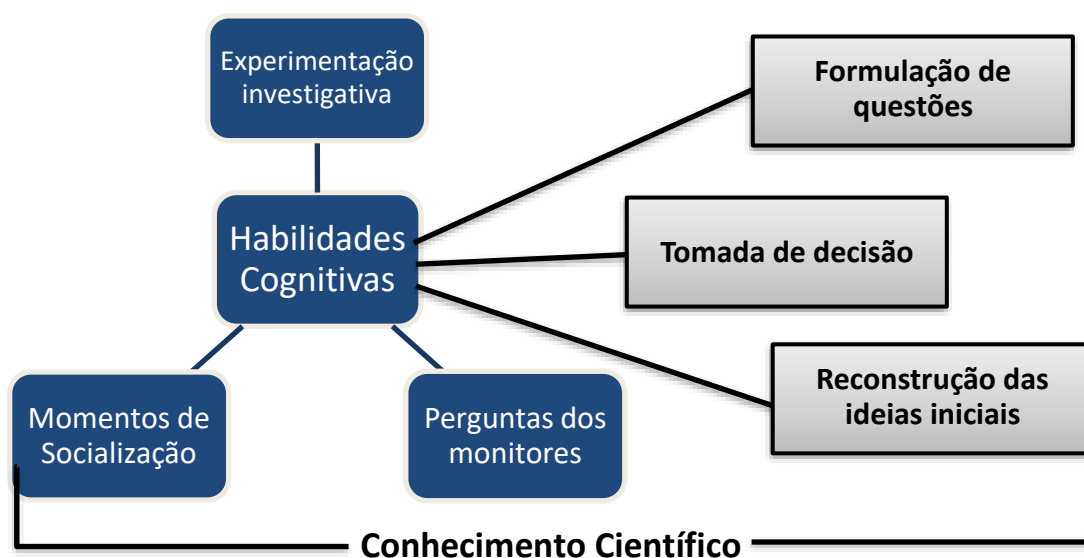 Experimentação
investigativa
Formulação de
questões
Habilidades
Cognitivas
Tomada de decisão
Reconstrução das
ideias iniciais
Momentos de
Socialização
Perguntas dos
monitores
Conhecimento Científico